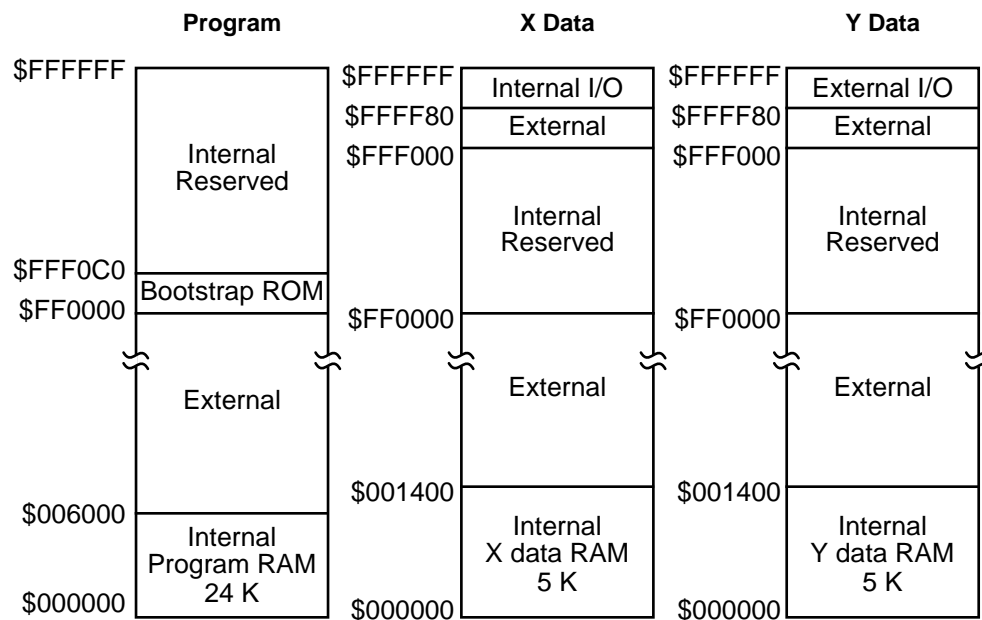 Program
X Data
Y Data
$FFFFFF
Internal
Reserved
$FFF0C0
Bootstrap ROM
$FF0000
External
$006000
Internal
Program RAM
24 K
$000000
$FFFFFF
Internal I/O
$FFFF80
External
$FFF000
Internal
Reserved
$FF0000
External
$001400
Internal
X data RAM
5 K
$000000
$FFFFFF
External I/O
$FFFF80
External
$FFF000
Internal
Reserved
$FF0000
External
$001400
Internal
Y data RAM
5 K
$000000